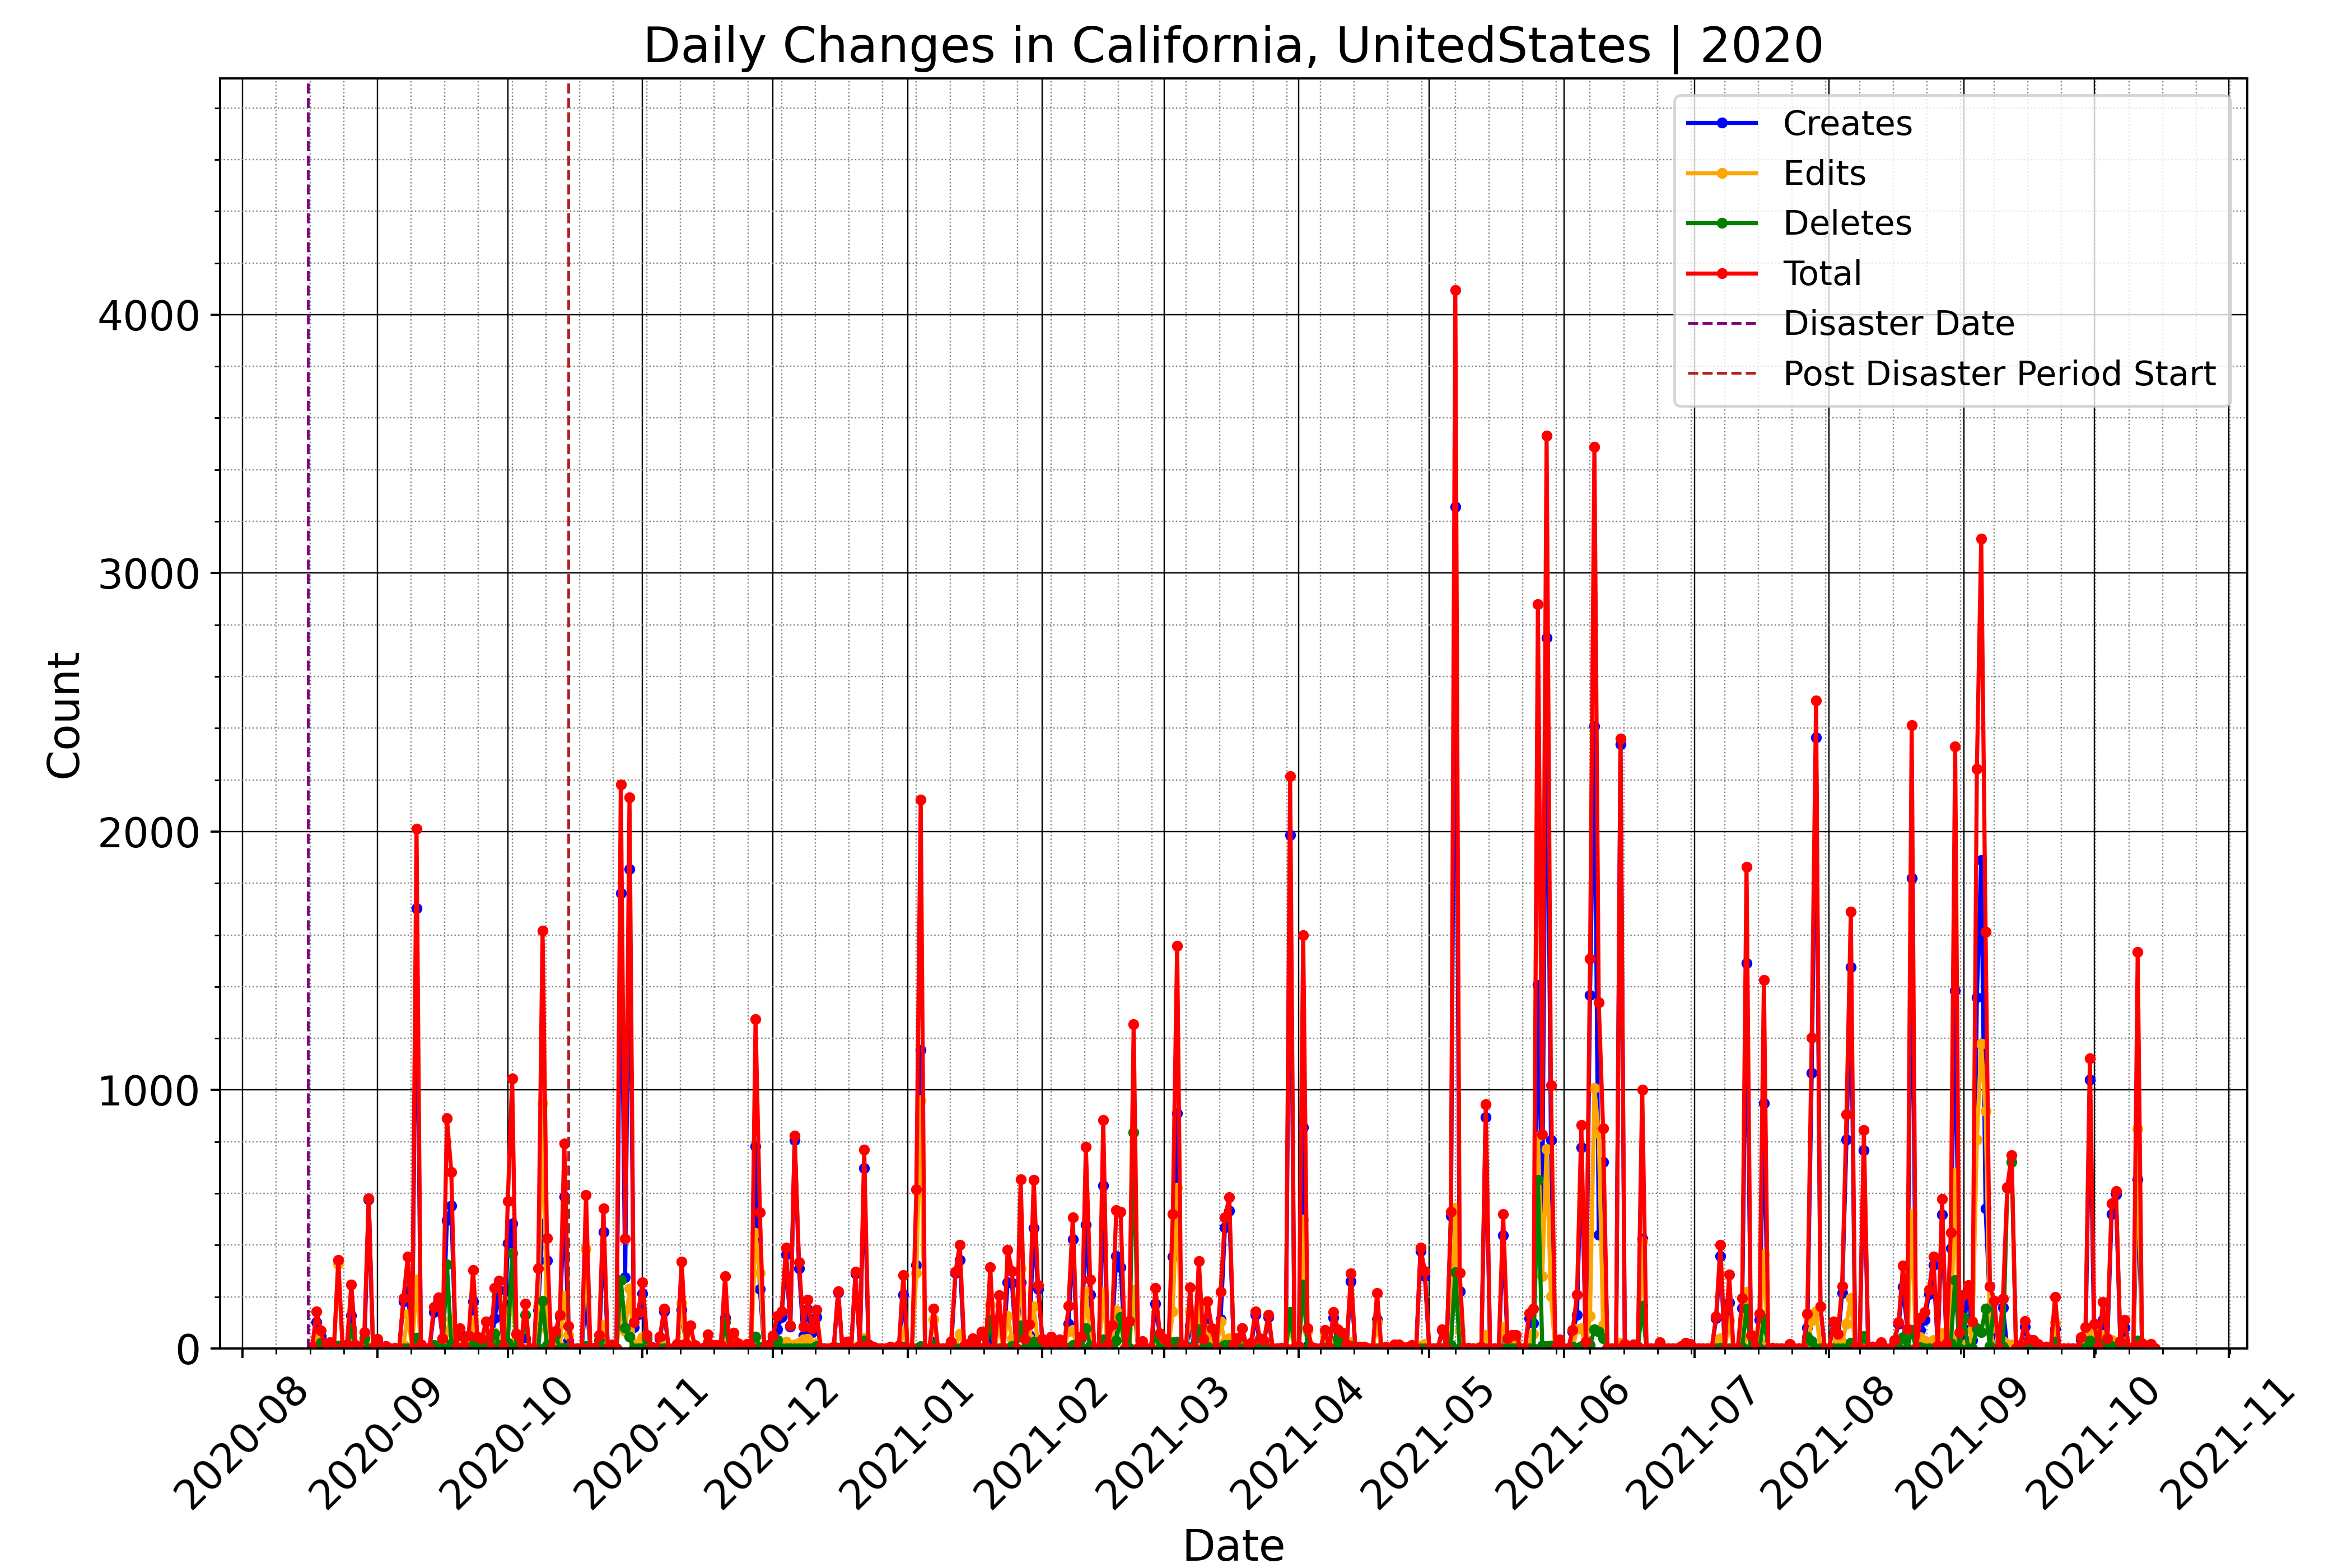 Daily Changes in California, UnitedStates | 2020
Creates
Edits
Deletes
Total
Disaster Date
Post Disaster Period Start
Count
4000
3000
2000
1000
0
2020-08
2020-09
2020-10
2020-11
2020-12
2021-01
2021-02
2021-03
2021-04
2021-05
2021-06
2021-07
2021-08
2021-09
2021-10
2021-11
Date